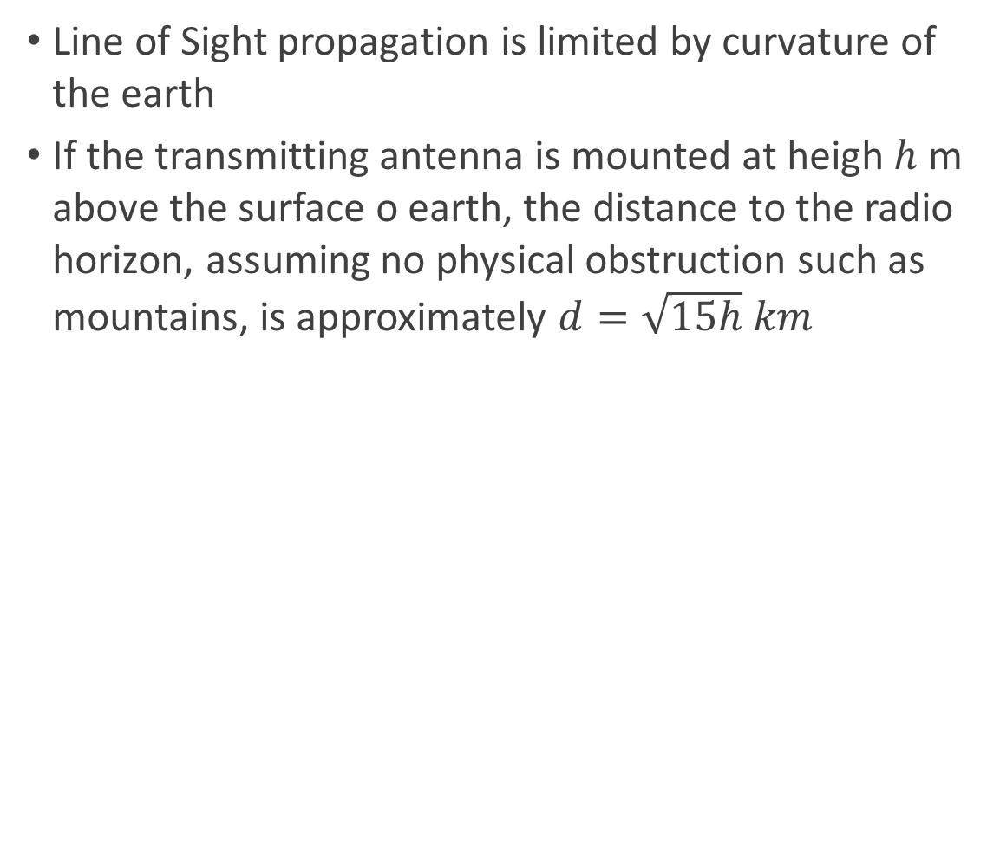 • Line of Sight propagation is limited by curvature of
the earth
• If the transmitting antenna is mounted at heigh ℎ m
above the surface o earth, the distance to the radio
horizon, assuming no physical obstruction such as
mountains, is approximately 𝑑 = √15ℎ 𝑘𝑚